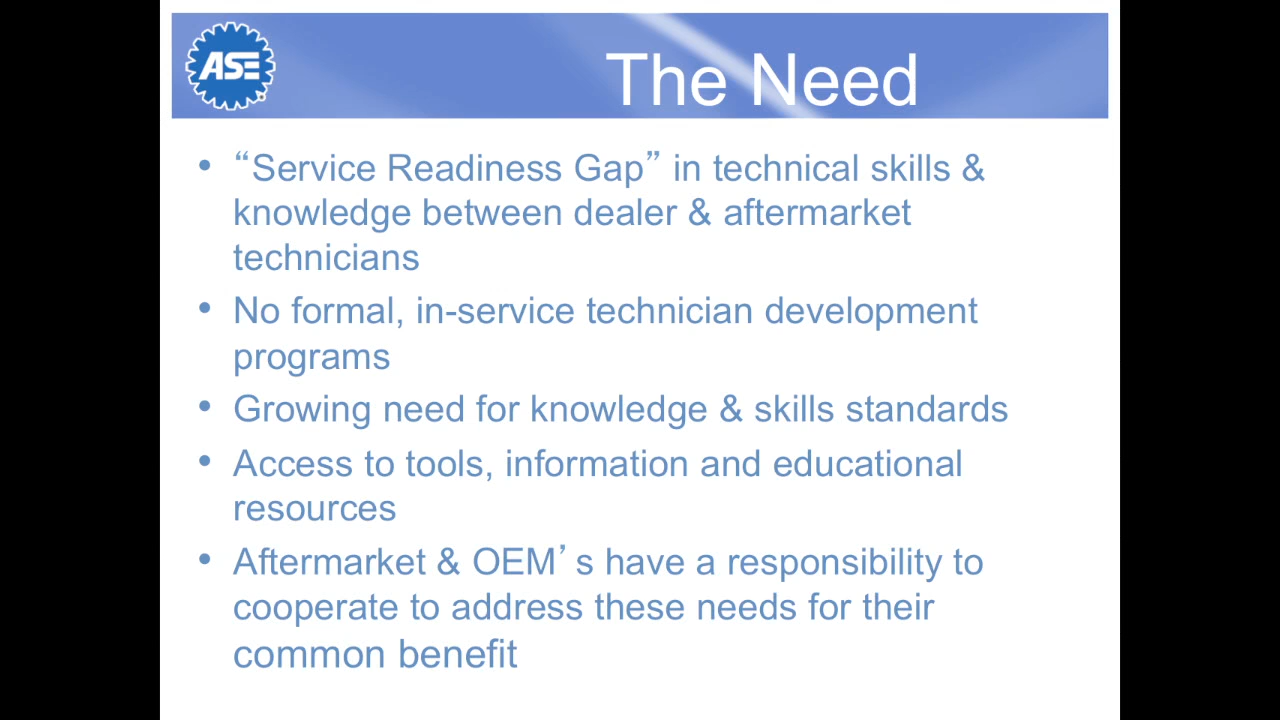 ASE
The Need
• “Service Readiness Gap” in technical skills &
knowledge between dealer & aftermarket
technicians
• No formal, in-service technician development
programs
• Growing need for knowledge & skills standards
• Access to tools, information and educational
resources
• Aftermarket & OEM’s have a responsibility to
cooperate to address these needs for their
common benefit